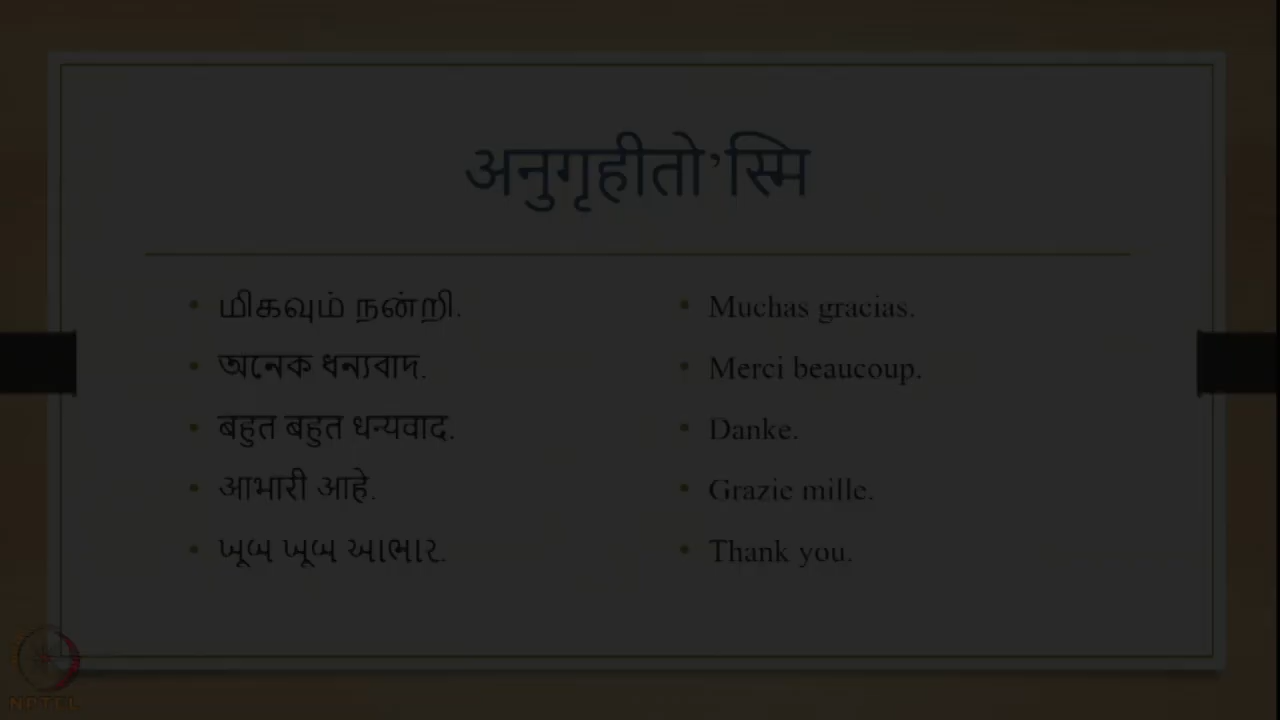 अनुगृहीतो’स्मि
மிகவும் நன்றி.
অনেক ধন্যবাদ.
बहुत बहुत धन्यवाद.
आभारी आहे.
ખૂબ ખૂબ આભાર.
Muchas gracias.
Merci beaucoup.
Danke.
Grazie mille.
Thank you.
NPTEL